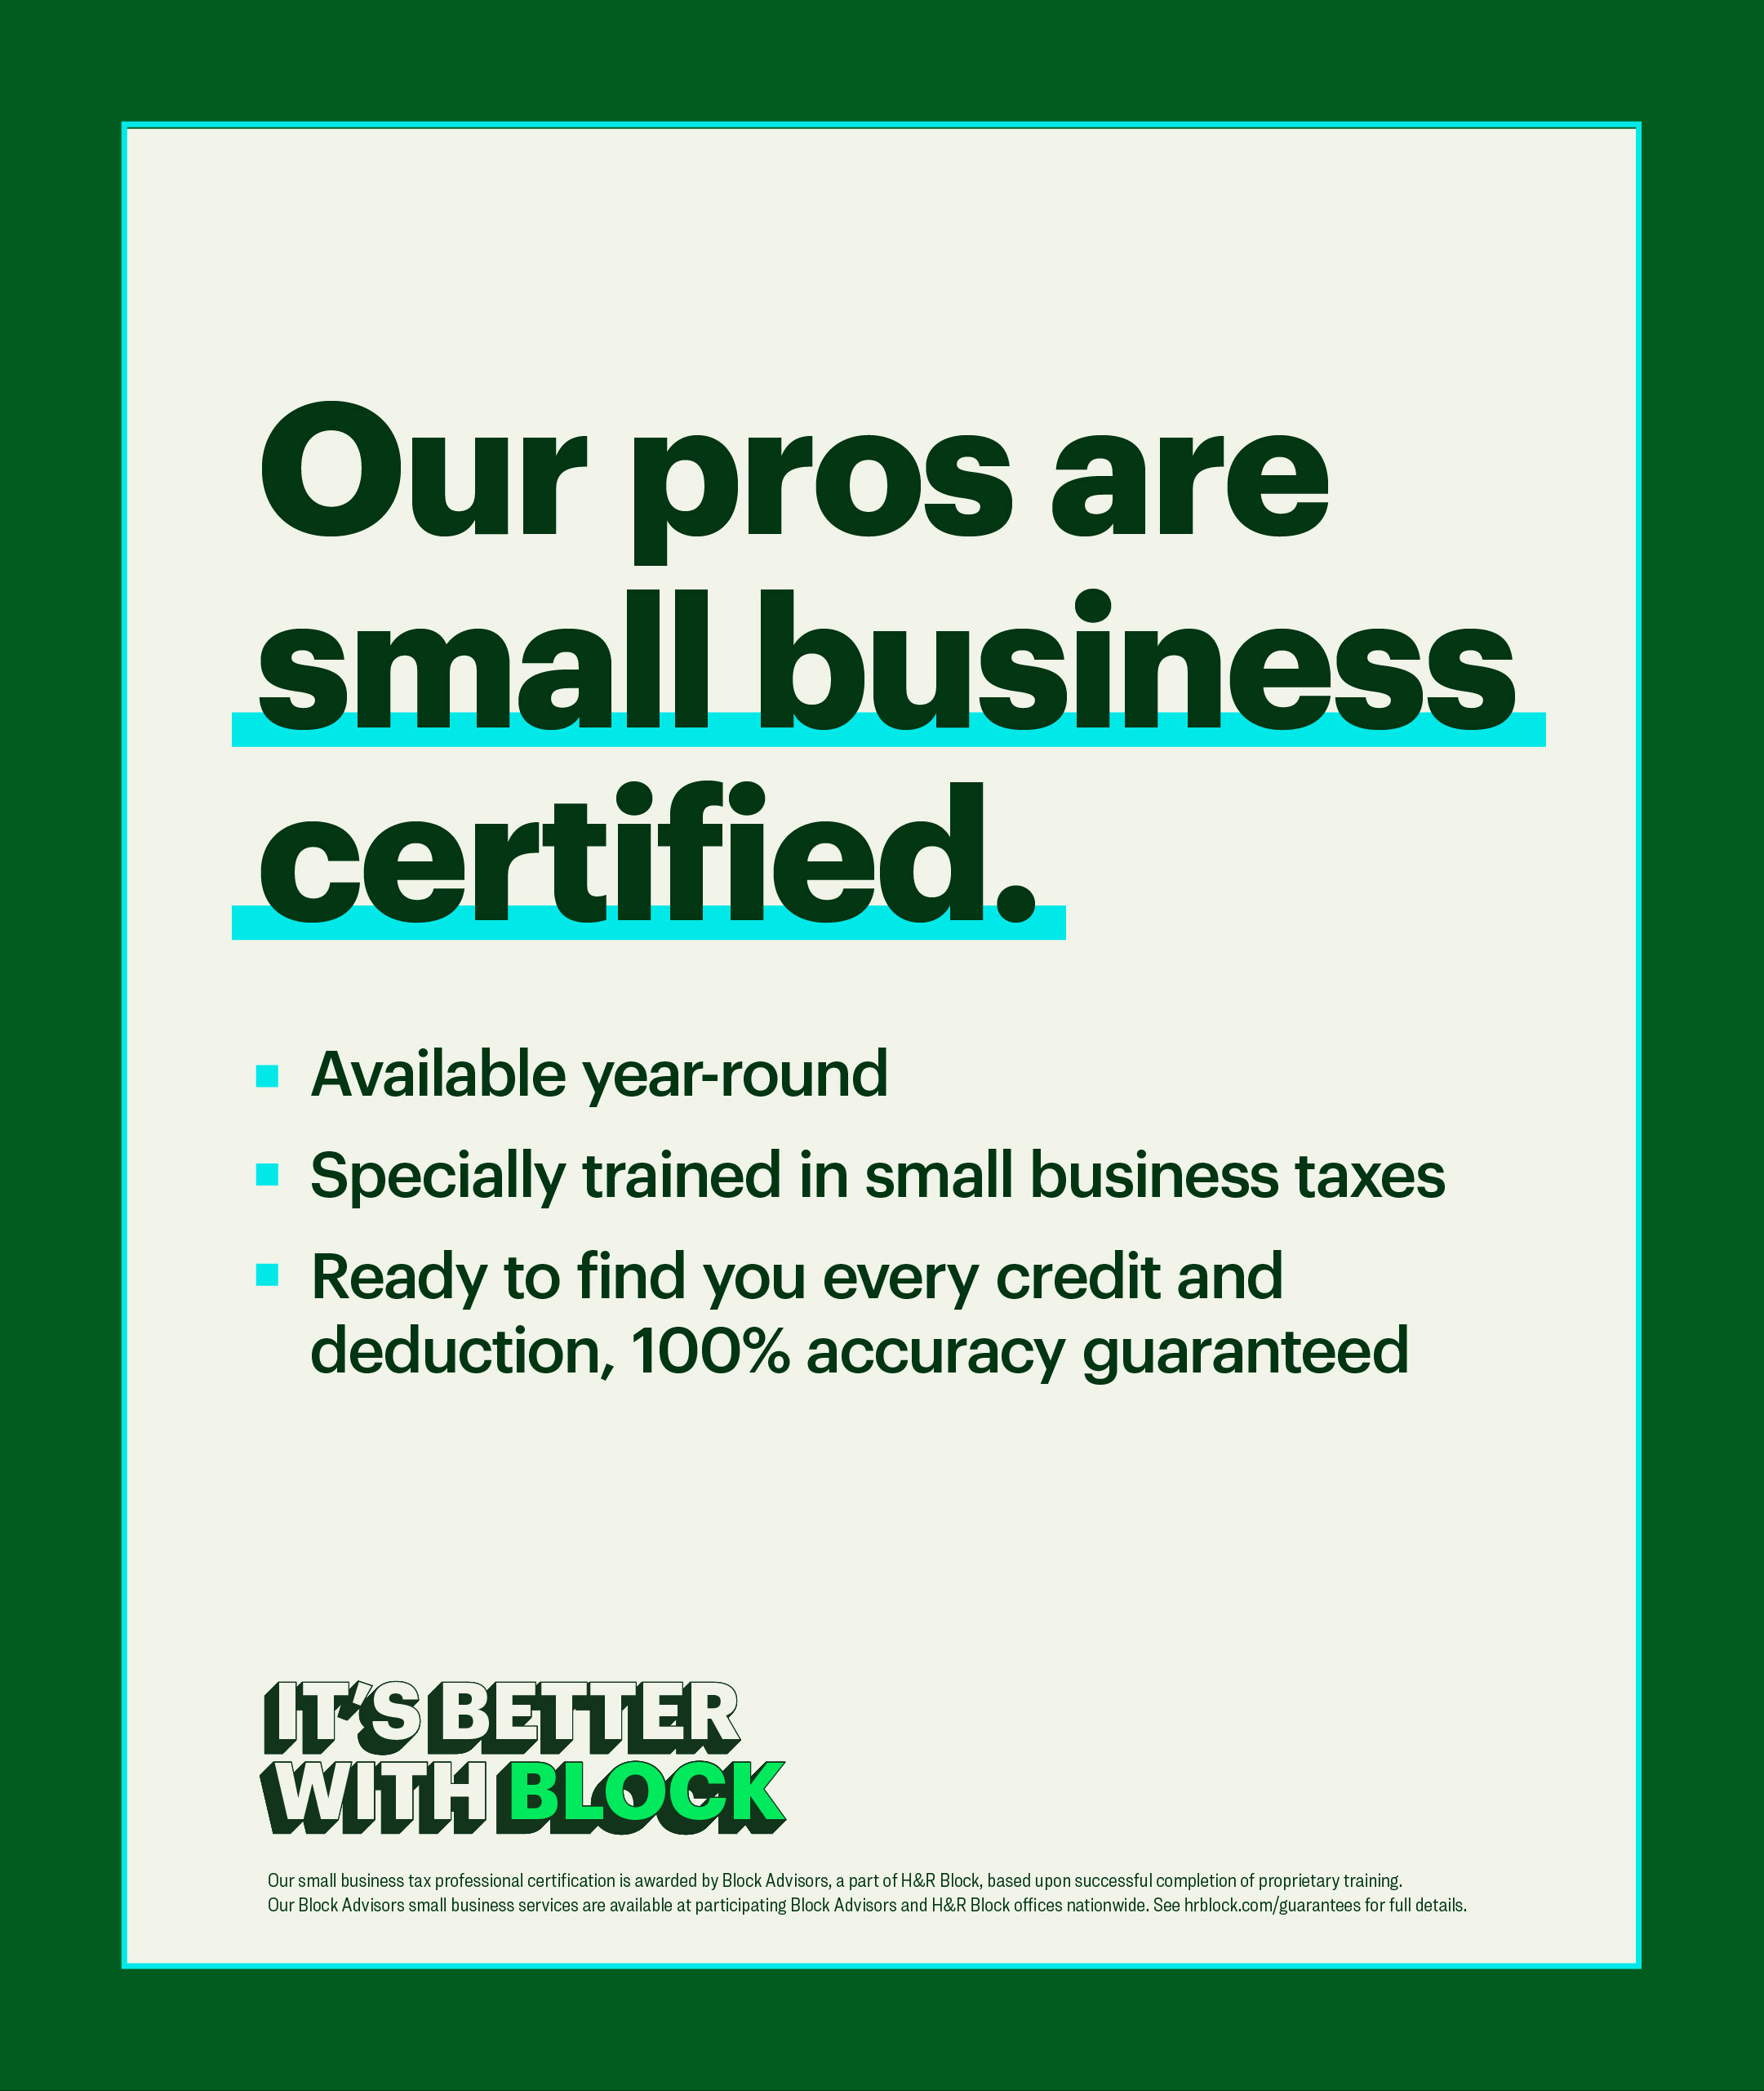 Our pros are
small business
certified.
Available year-round
Specially trained in small business taxes
Ready to find you every credit and
deduction, 100% accuracy guaranteed
IT'S BETTER
WITH BLOCK
Our small business tax professional certification is awarded by Block Advisors, a part of H&R Block, based upon successful completion of proprietary training.
Our Block Advisors small business services are available at participating Block Advisors and H&R Block offices nationwide. See hrblock.com/guarantees for full details.